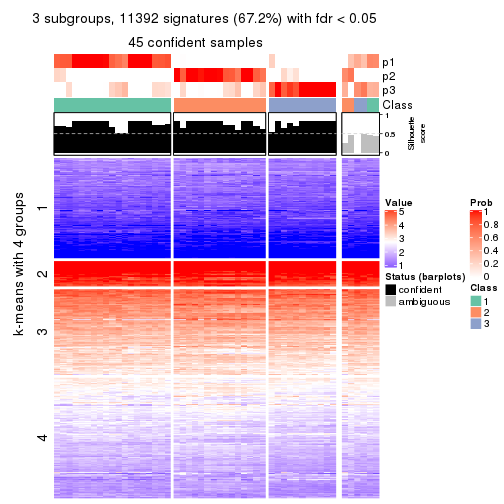 3 subgroups, 11392 signatures (67.2%) with fdr < 0.05
45 confident samples
p1
p2
p3
Class
1
0.5
0
Silhouette
score
k-means with 4 groups
1
2
3
4
Value
5
4
3
2
1
Status (barplots)
confident
ambiguous
Prob
1
0.8
0.6
0.4
0.2
0
Class
1
2
3